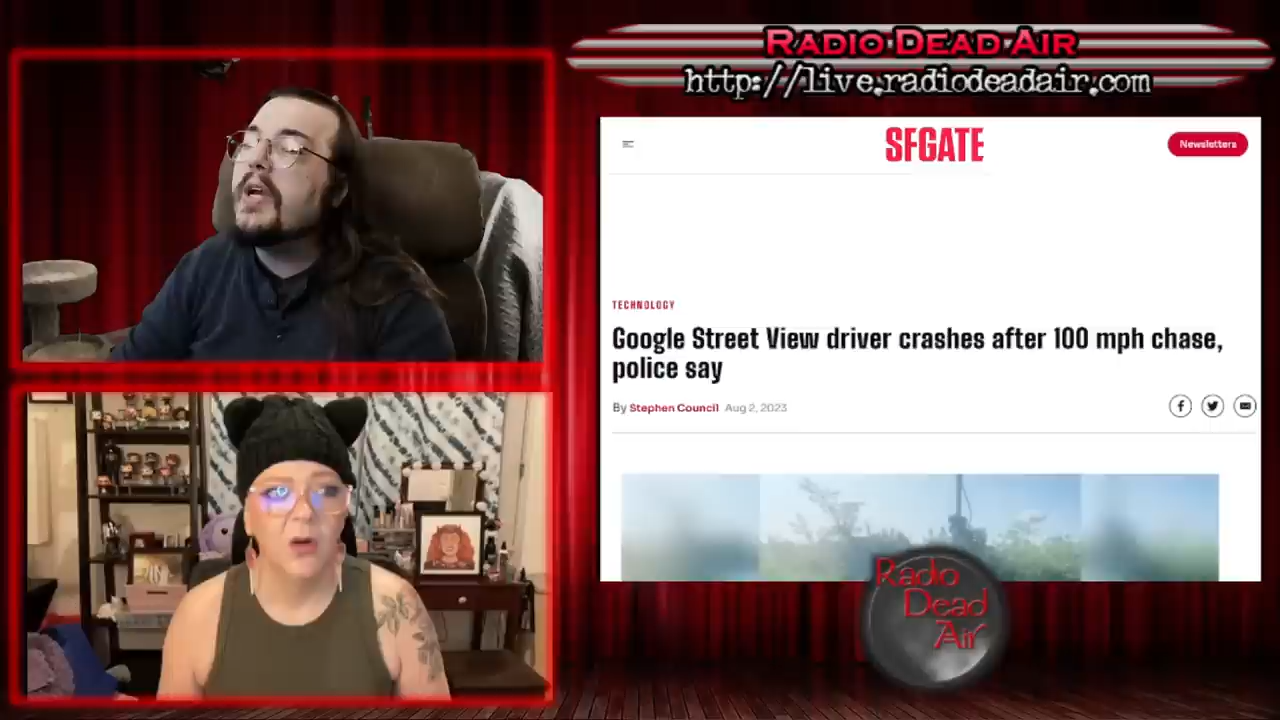 RADIO DEAD AIR
http://live.radiodeadair.com
SFGATE
Newsletters
TECHNOLOGY
Google Street View driver crashes after 100 mph chase,
police say
By Stephen Council Aug 2, 2023
Radio
Dead
Air